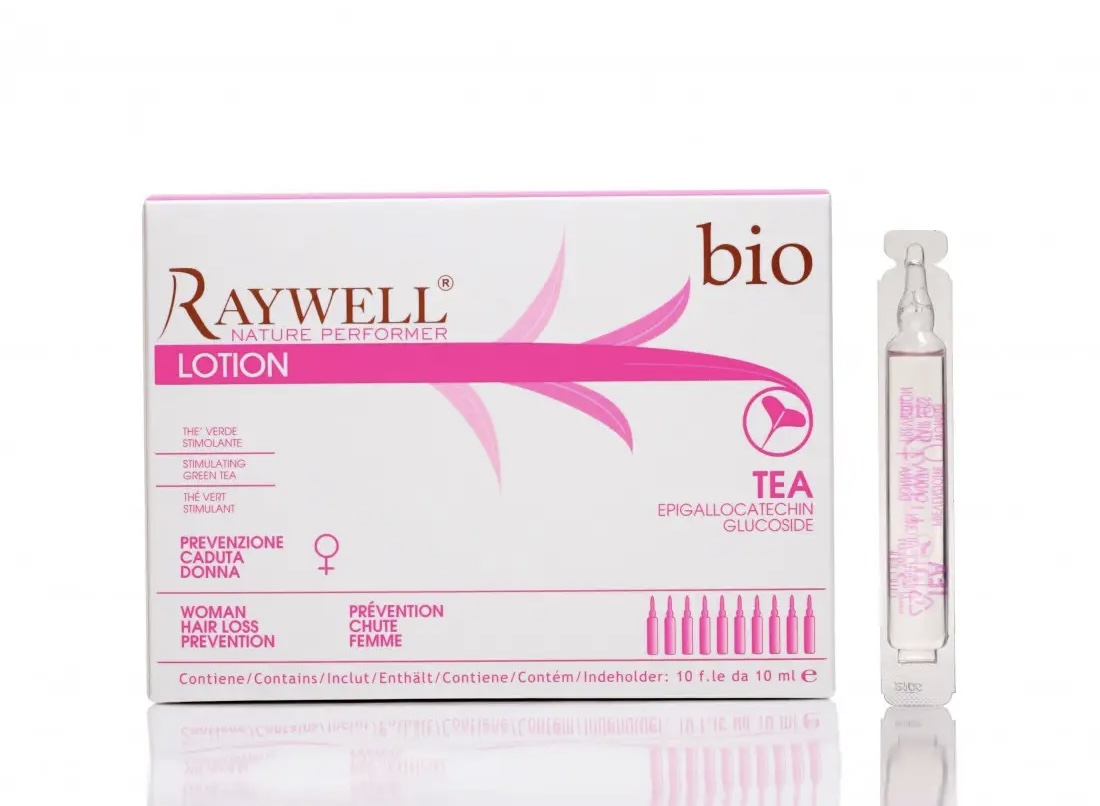 bio
RAYWELL®
NATURE PERFORMER
LOTION
THE' VERDE
STIMOLANTE
STIMULATING
GREEN TEA
THÉ VERT
STIMULANT
TEA
EPIGALLOCATECHIN
GLUCOSIDE
PREVENZIONE
CADUTA
DONNA
WOMAN
HAIR LOSS
PREVENTION
PRÉVENTION
CHUTE
FEMME
Contiene/Contains/Inclut/Enthält/Contiene/Contém/Indeholder: 10 f.le da 10 ml ℮